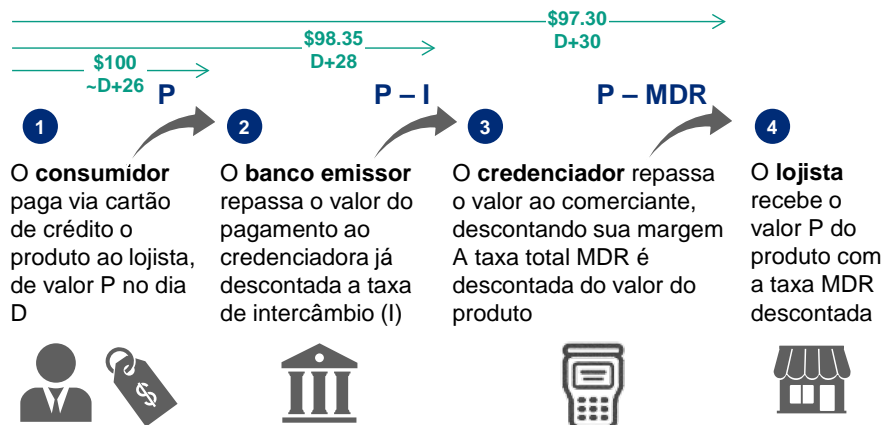 $97.30
D+30
$98.35
D+28
$100
~D+26
P
P – I
P – MDR
1
2
3
4
O consumídor
paga via cartão
de crédito o
produto ao lojista,
de valor P no dia
D
O banco emissor
repassa o valor do
pagamento ao
credenciadora já
descontada a taxa
de intercâmbio (I)
O credenciador repassa
o valor ao comerciante,
descontando sua margem
A taxa total MDR é
descontada do valor do
produto
O lojista
recebe o
valor P do
produto com
a taxa MDR
descontada
$